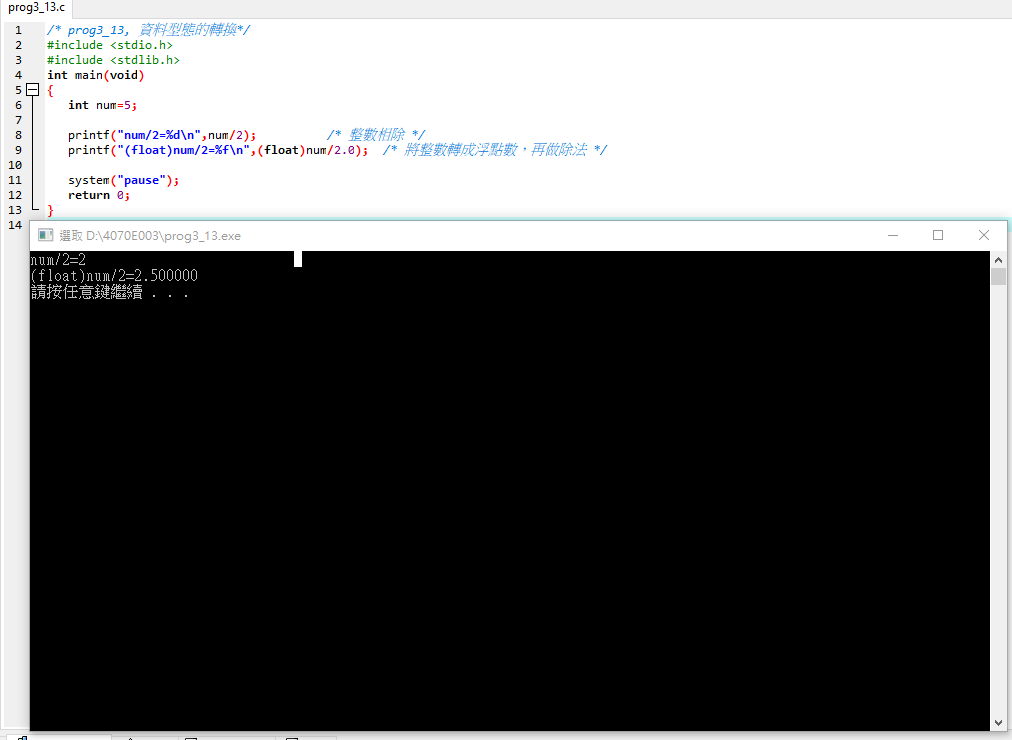 prog3_13.c
1 /* prog3_13, 資料型態的轉換*/
2 #include <stdio.h>
3 #include <stdlib.h>
4 int main(void)
5 {
6 int num=5;
7
8 printf("num/2=%d\n",num/2); /* 整數相除 */
9 printf("(float)num/2=%f\n",(float)num/2.0); /* 將整數轉成浮點數，再做除法 */
10
11 system("pause");
12 return 0;
13 }
14
選取 D:\4070E003\prog3_13.exe
num/2=2
(float)num/2=2.500000
請按任意鍵繼續 . . .